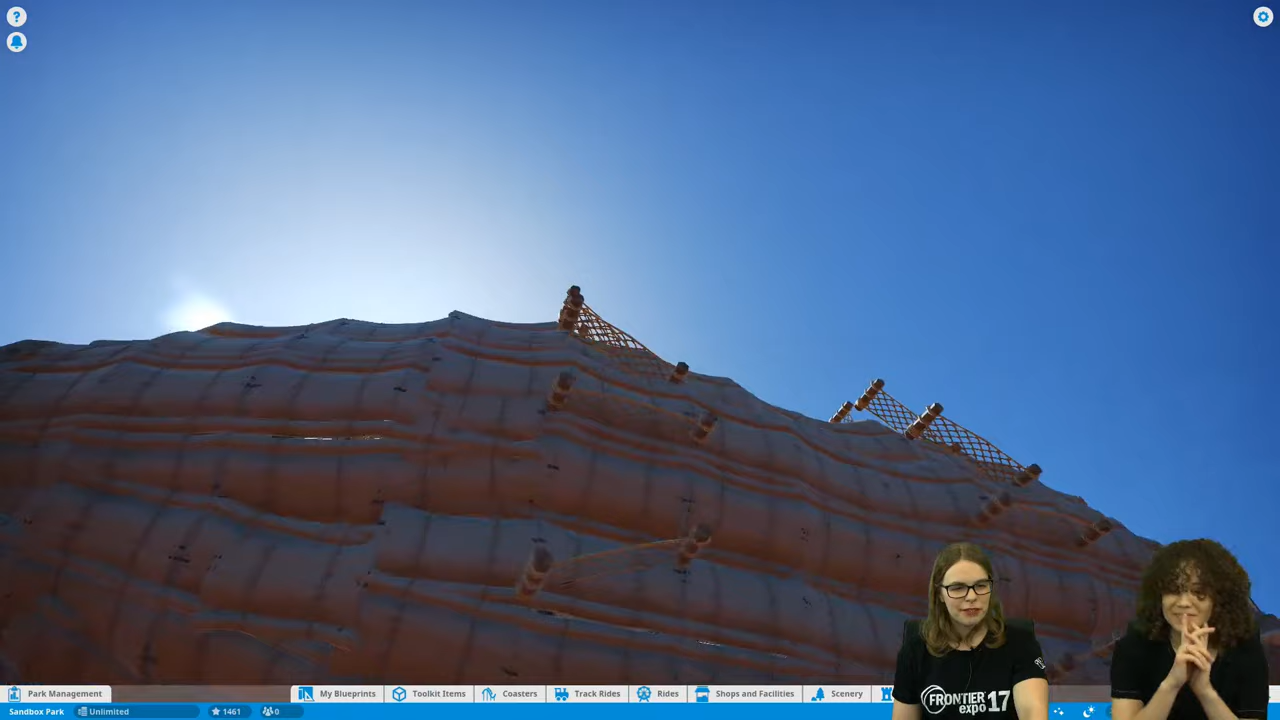 ?
Park Management
My Blueprints
Toolkit Items
Coasters
Track Rides
Rides
Shops and Facilities
Scenery
Sandbox Park
Unlimited
1461
0
FRONTIER
expo 17